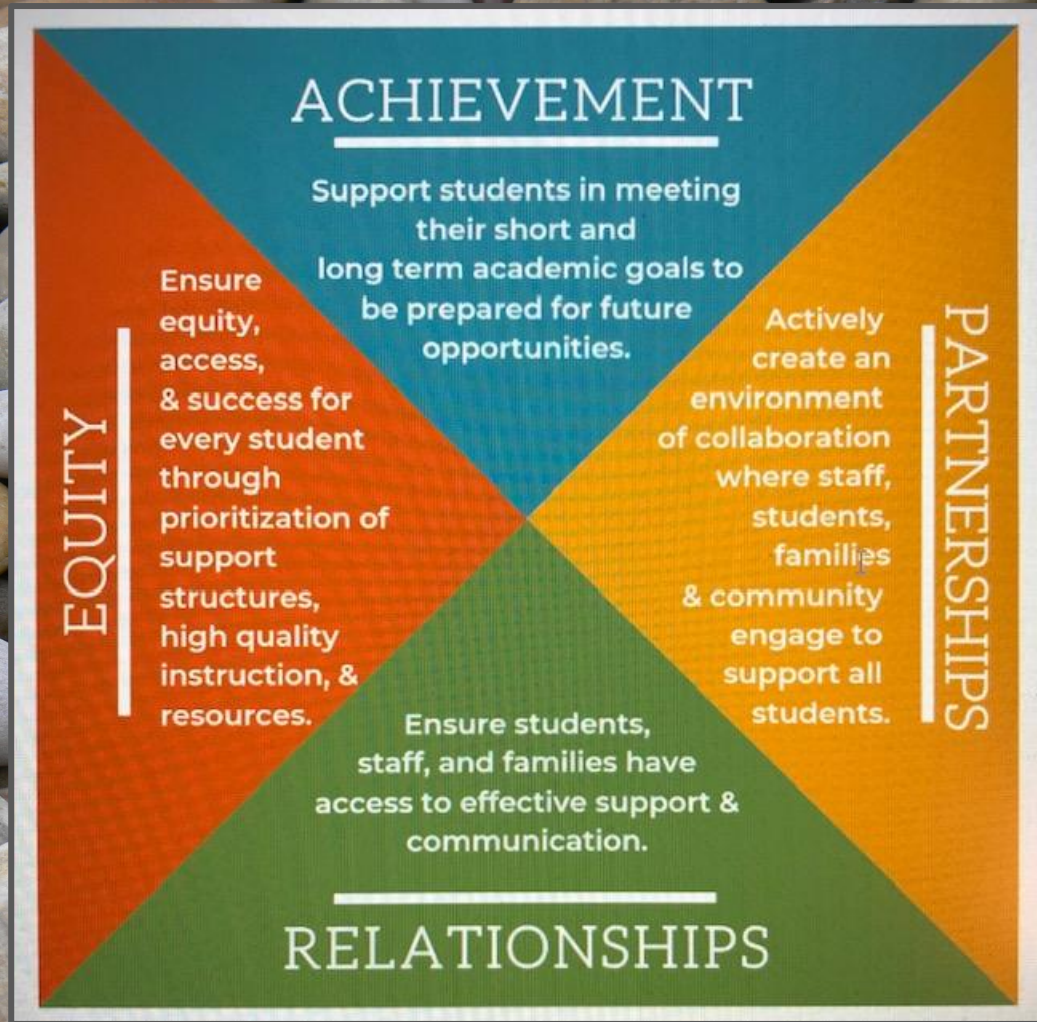 ACHIEVEMENT
Support students in meeting
their short and
long term academic goals to
be prepared for future
opportunities.
EQUITY
Ensure
equity,
access,
& success for
every student
through
prioritization of
support
structures,
high quality
instruction, &
resources.
Actively
create an
environment
of collaboration
where staff,
students,
families
& community
engage to
support all
students.
PARTNERSHIPS
Ensure students,
staff, and families have
access to effective support &
communication.
RELATIONSHIPS